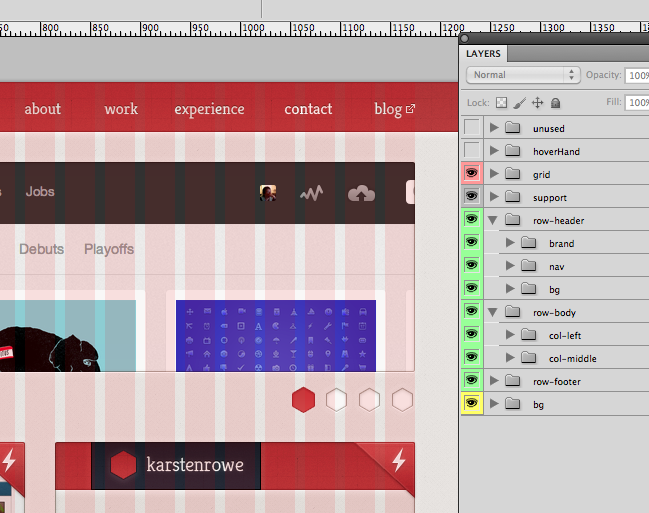 50 800 850 900 950 1000 1050 1100 1150 1200 1250 1300 1350
LAYERS
Normal Opacity: 100%
Lock: Fill: 100%
about work experience contact blog
Jobs
Debuts Playoffs
karstenrowe
unused
hoverHand
grid
support
row-header
brand
nav
bg
row-body
col-left
col-middle
row-footer
bg